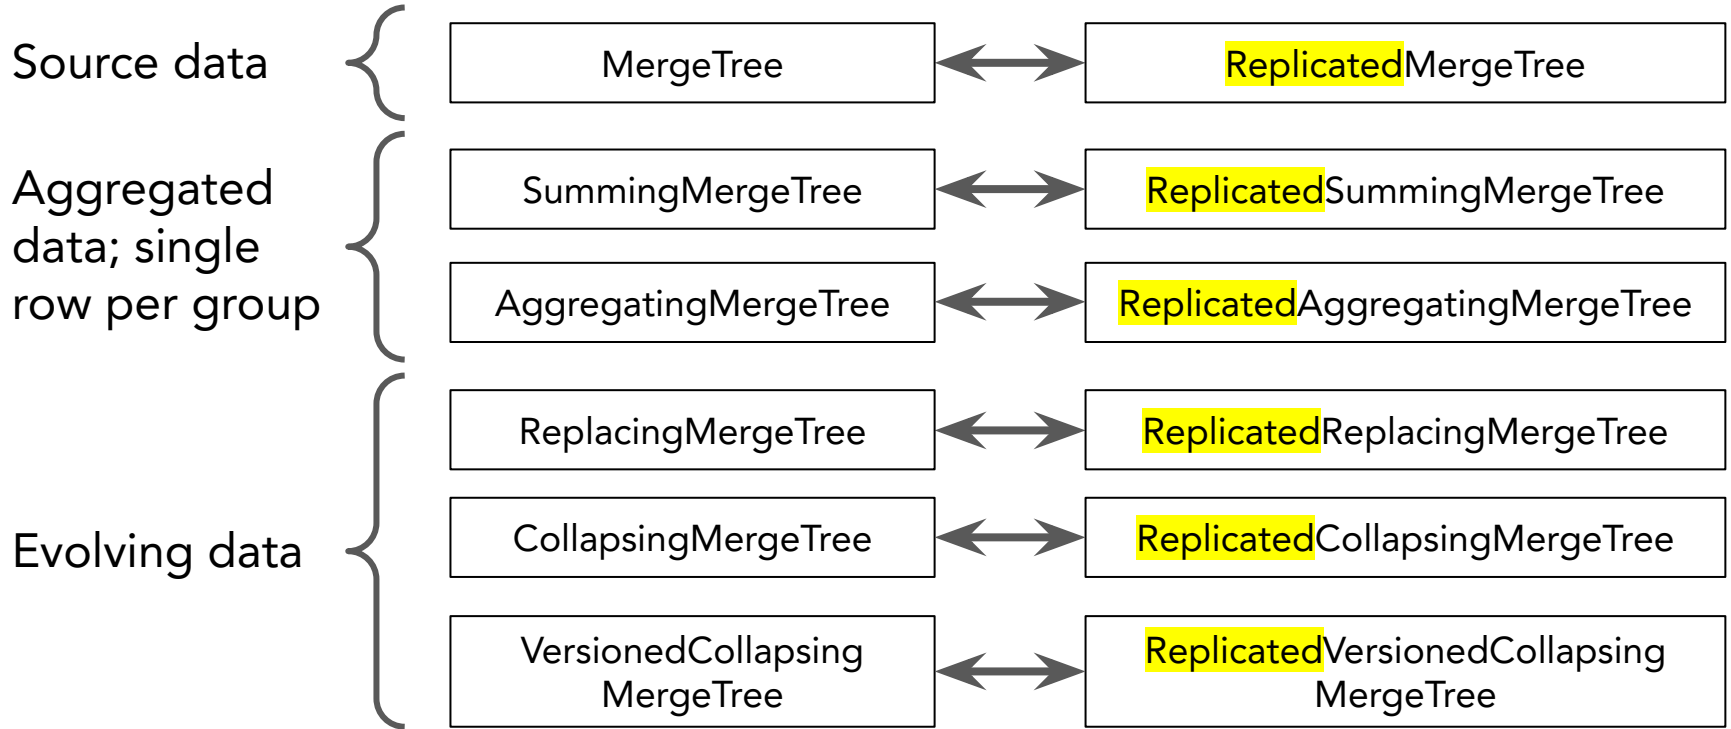 Source data
MergeTree
ReplicatedMergeTree
Aggregated
data; single
row per group
SummingMergeTree
ReplicatedSummingMergeTree
AggregatingMergeTree
ReplicatedAggregatingMergeTree
Evolving data
ReplacingMergeTree
ReplicatedReplacingMergeTree
CollapsingMergeTree
ReplicatedCollapsingMergeTree
VersionedCollapsing
MergeTree
ReplicatedVersionedCollapsing
MergeTree